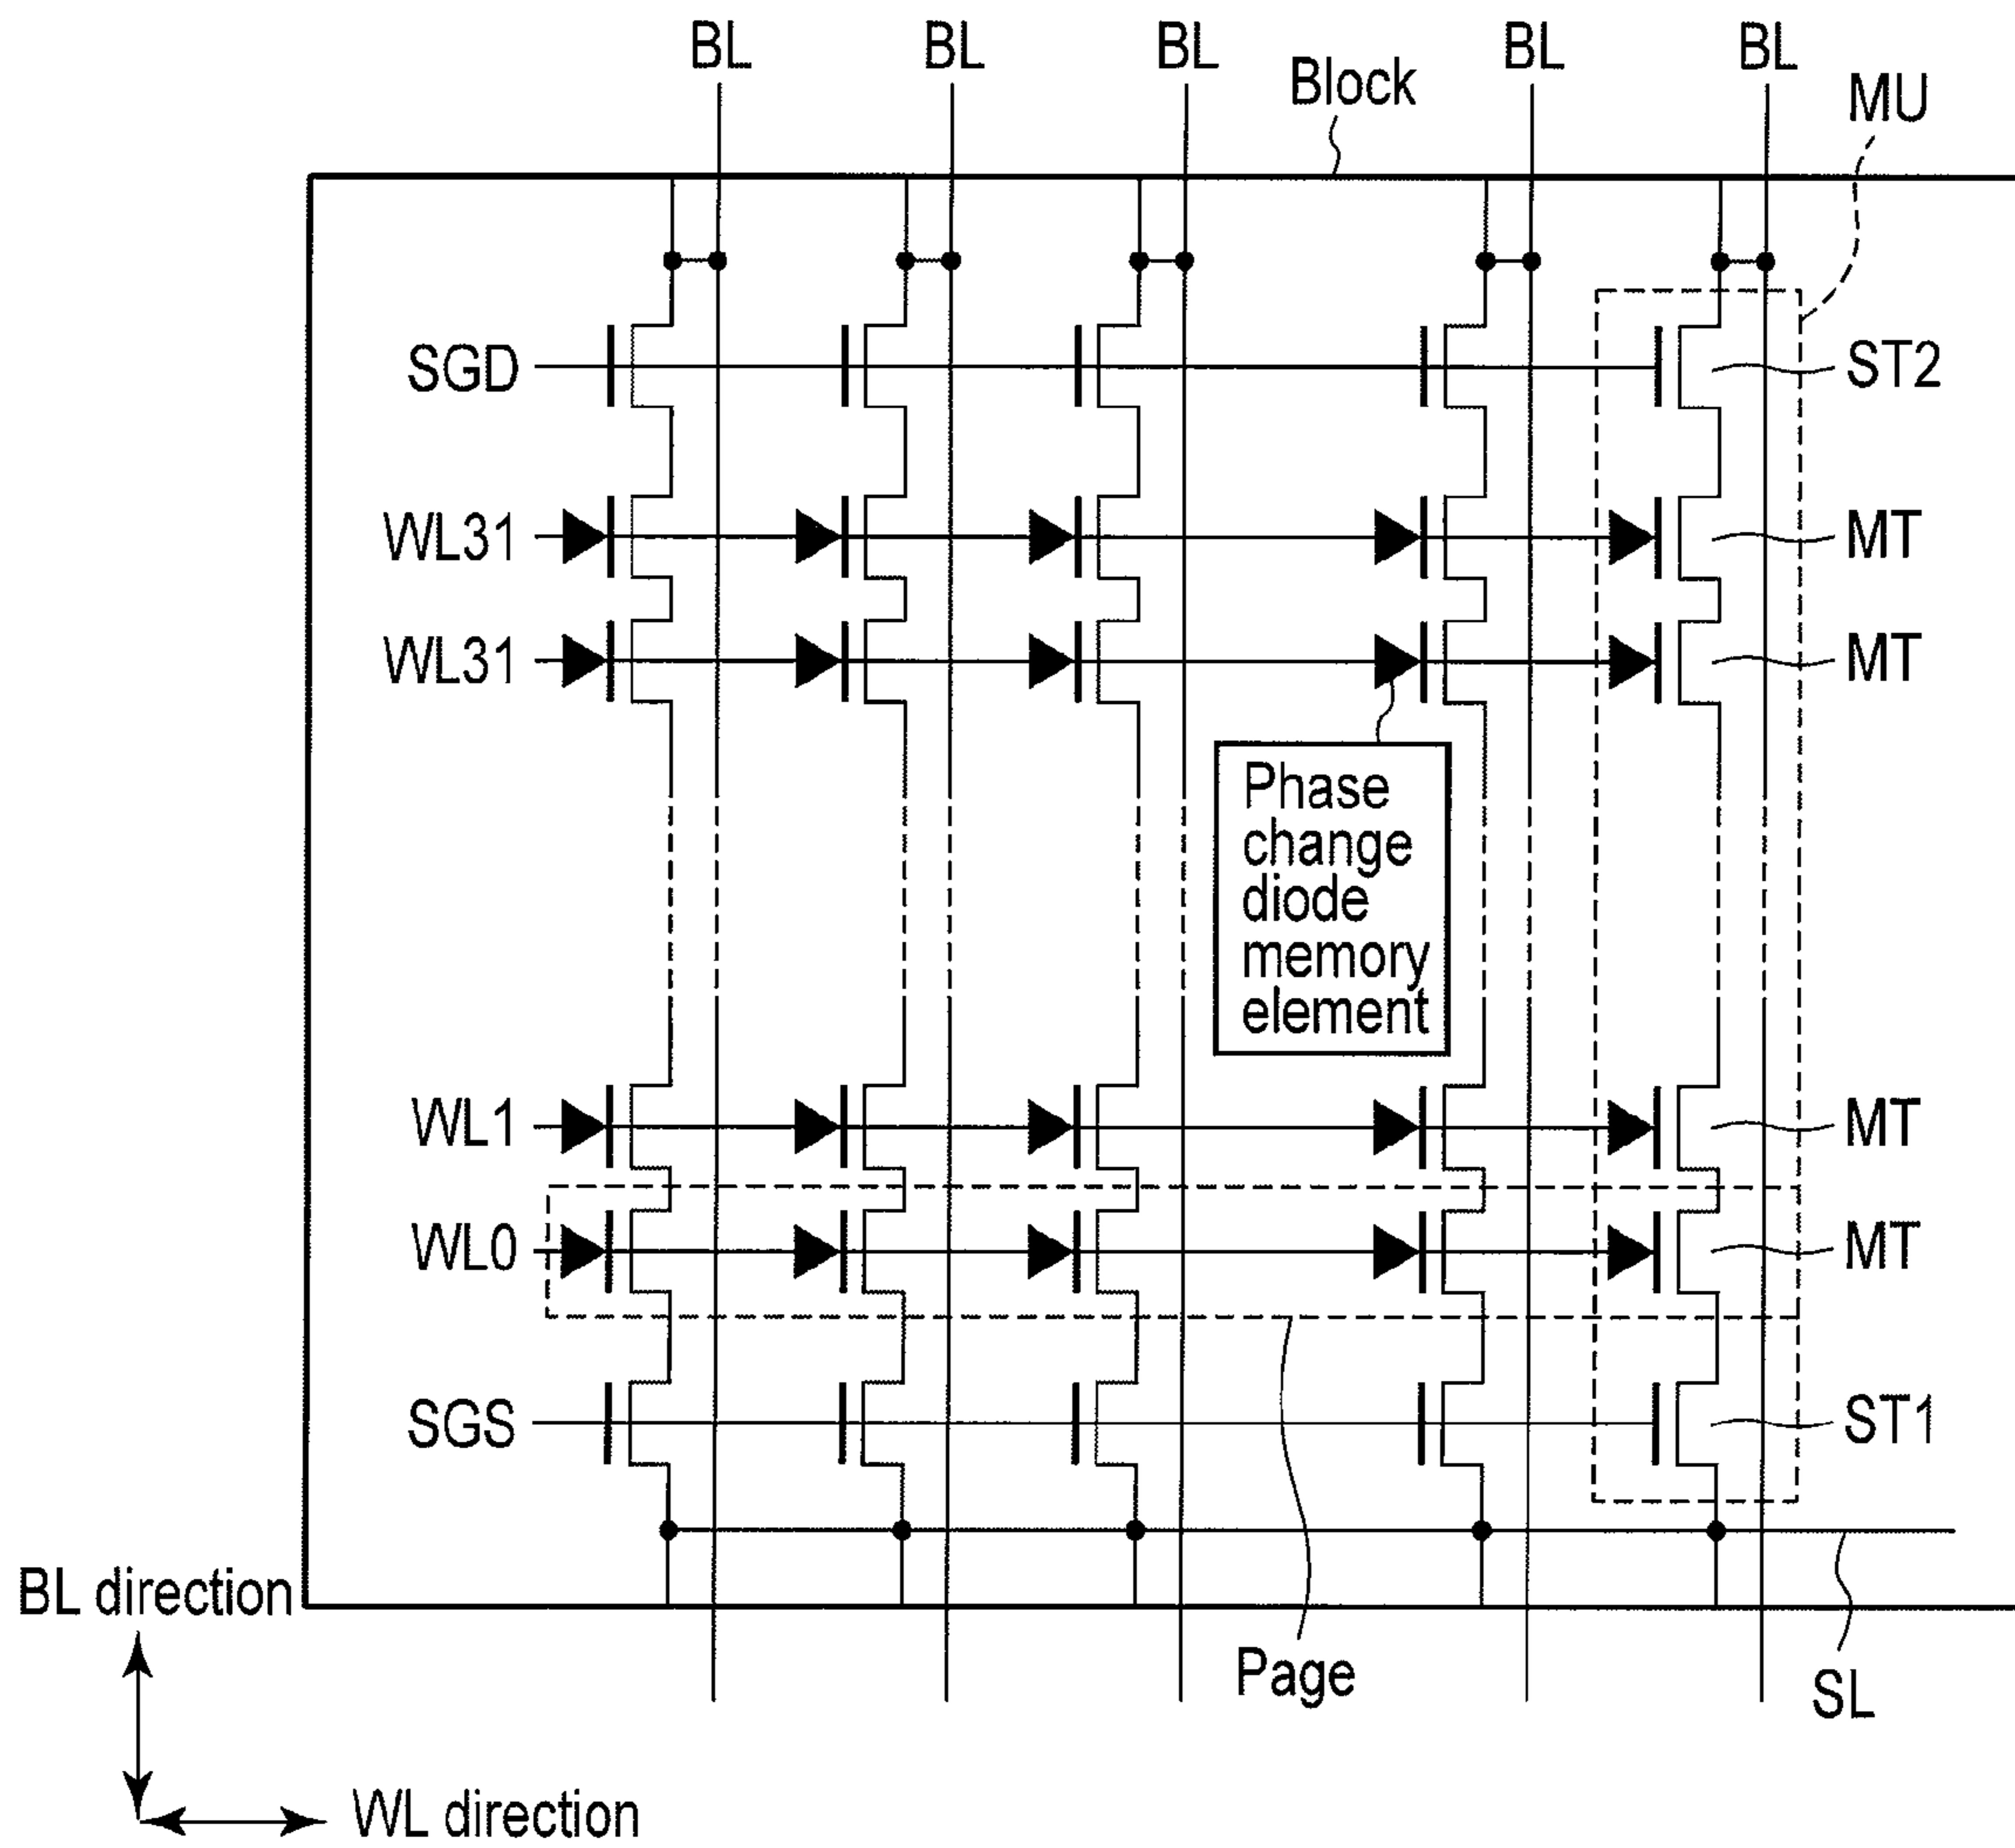 BL BL BL BL BL
Block
MU
SGD
ST2
WL31
MT
WL31
MT
Phase
change
diode
memory
element
WL1
MT
WL0
MT
SGS
ST1
BL direction
Page
SL
WL direction